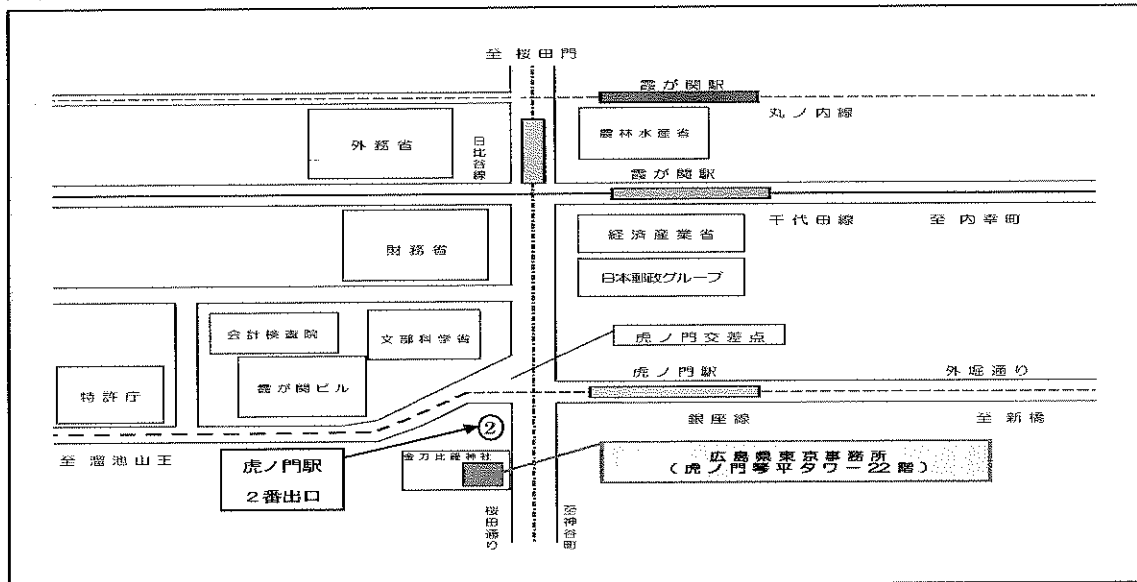 至 桜田門
霞が関駅
丸ノ内線
外務省
日比谷線
農林水産省
霞が関駅
千代田線
至 内幸町
財務省
経済産業省
日本郵政グループ
会計検査院
文部科学省
虎ノ門交差点
霞が関ビル
特許庁
虎ノ門駅
外堀通り
銀座線
至 新橋
②
至 溜池山王
虎ノ門駅
2番出口
金刀比羅神社
広島県東京事務所
(虎ノ門琴平タワー22階)
桜田通り
至神谷町